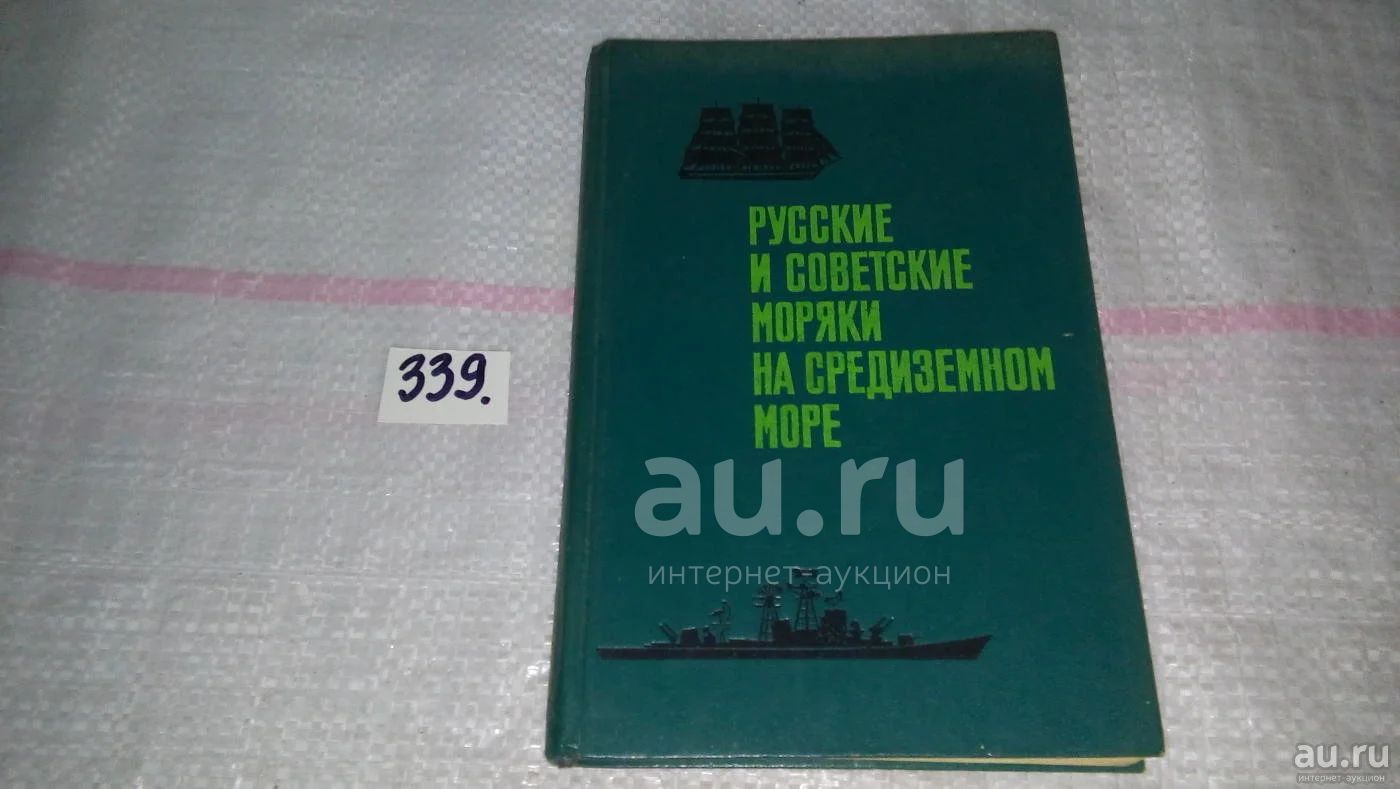 РУССКИЕ
И СОВЕТСКИЕ
МОРЯКИ
НА СРЕДИЗЕМНОМ
МОРЕ
339.
au.ru
интернет-аукцион
au.ru
интернет-аукцион